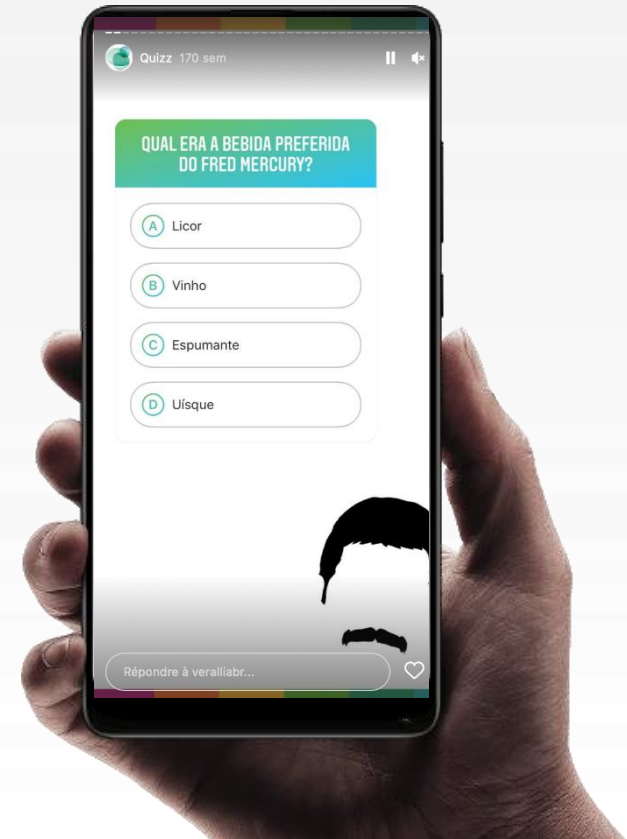 Quizz 170 sem
QUAL ERA A BEBIDA PREFERIDA
DO FRED MERCURY?
A Licor
B Vinho
C Espumante
D Uísque
Répondre à veralliabr...